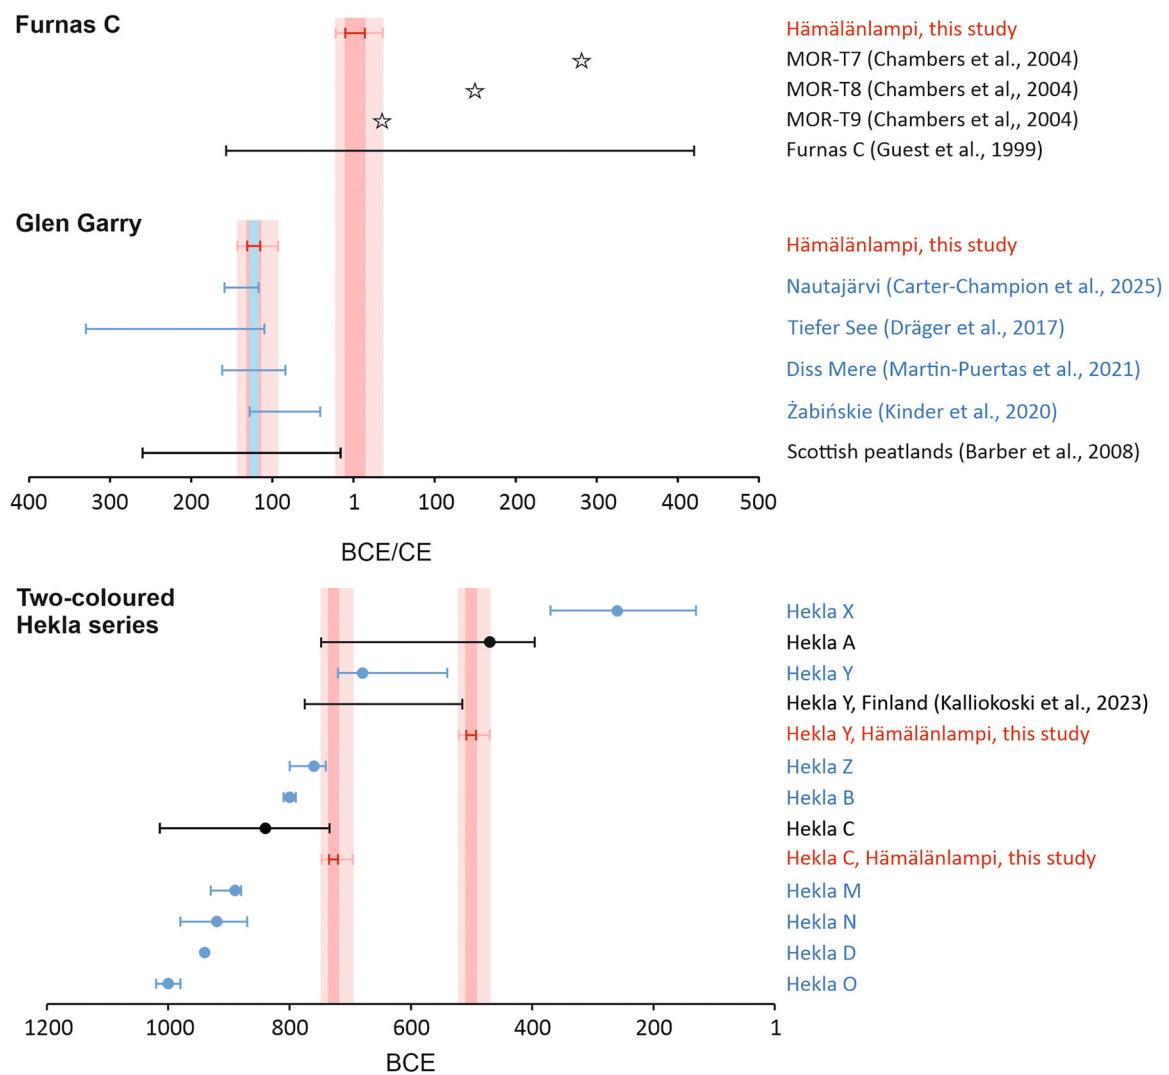 Furnas C
Hämälänlampi, this study
MOR-T7 (Chambers et al., 2004)
MOR-T8 (Chambers et al,, 2004)
MOR-T9 (Chambers et al,, 2004)
Furnas C (Guest et al., 1999)
Glen Garry
Hämälänlampi, this study
Nautajärvi (Carter-Champion et al., 2025)
Tiefer See (Dräger et al., 2017)
Diss Mere (Martin-Puertas et al., 2021)
Żabińskie (Kinder et al., 2020)
Scottish peatlands (Barber et al., 2008)
400 300 200 100 1 100 200 300 400 500
BCE/CE
Two-coloured
Hekla series
Hekla X
Hekla A
Hekla Y
Hekla Y, Finland (Kalliokoski et al., 2023)
Hekla Y, Hämälänlampi, this study
Hekla Z
Hekla B
Hekla C
Hekla C, Hämälänlampi, this study
Hekla M
Hekla N
Hekla D
Hekla O
1200 1000 800 600 400 200 1
BCE